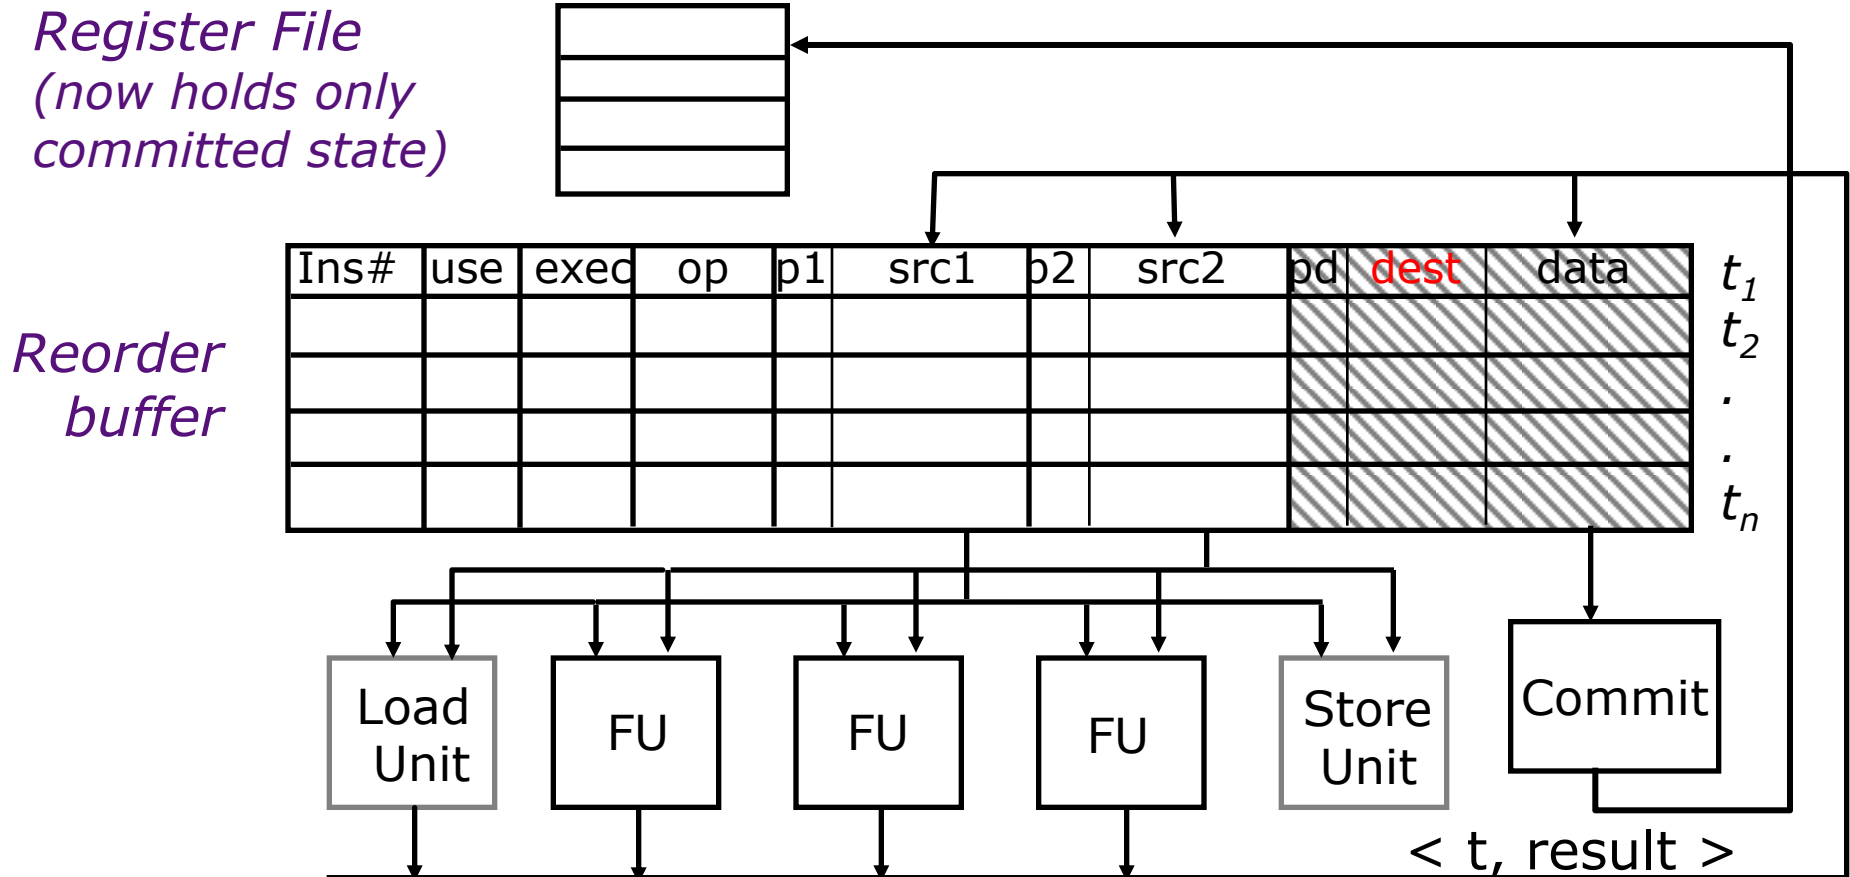 Register File
(now holds only
committed state)
Ins# use exec op p1 src1 p2 src2 pd dest data t1
t2
Reorder
buffer
.
.
tn
Load
Unit
FU
FU
FU
Store
Unit
Commit
< t, result >